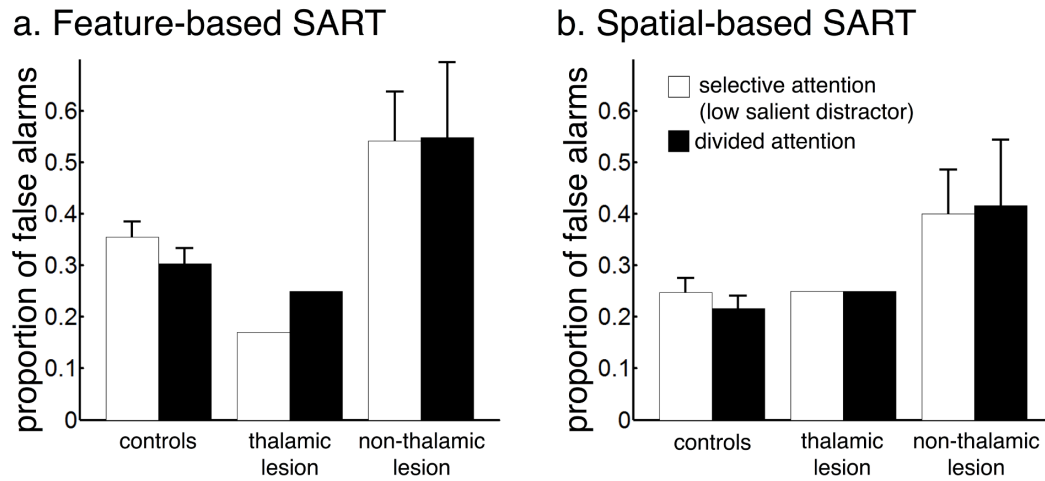 a. Feature-based SART
proportion of false alarms
0.6
0.5
0.4
0.3
0.2
0.1
0
controls
thalamic
lesion
non-thalamic
lesion
b. Spatial-based SART
proportion of false alarms
0.6
0.5
0.4
0.3
0.2
0.1
0
selective attention
(low salient distractor)
divided attention
controls
thalamic
lesion
non-thalamic
lesion